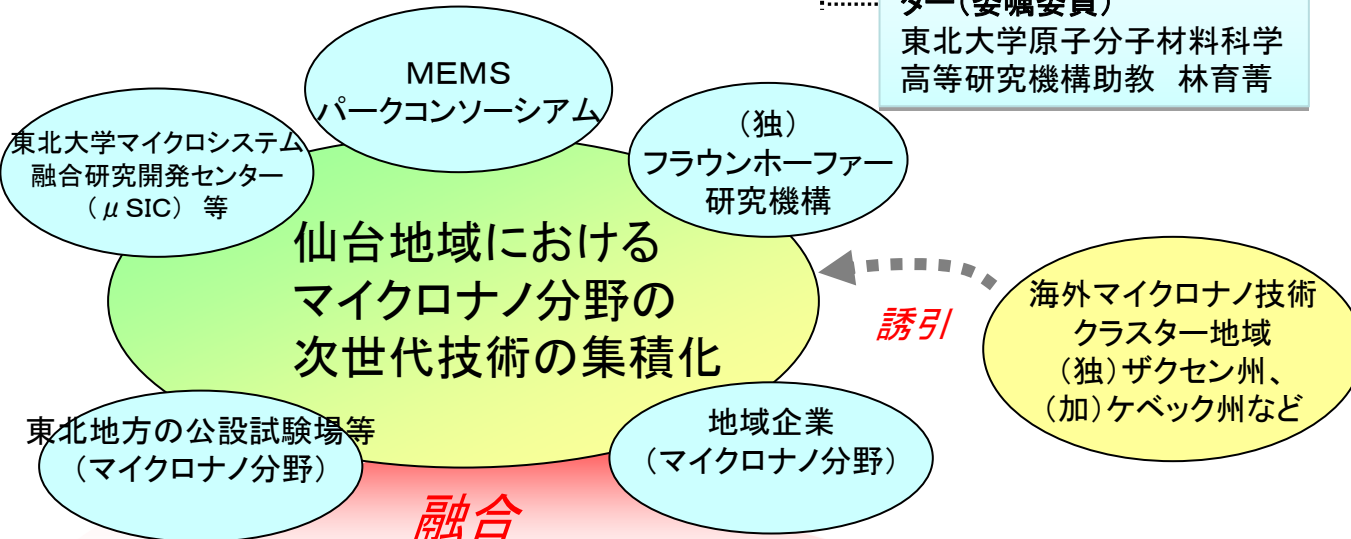 ター(委嘱委員)
東北大学原子分子材料科学
高等研究機構助教 林育菁
MEMS
パークコンソーシアム
東北大学マイクロシステム
融合研究開発センター
(μSIC) 等
(独)
フラウンホーファー
研究機構
仙台地域における
マイクロナノ分野の
次世代技術の集積化
誘引
海外マイクロナノ技術
クラスター地域
(独)ザクセン州、
(加)ケベック州など
東北地方の公設試験場等
(マイクロナノ分野)
地域企業
(マイクロナノ分野)
融合